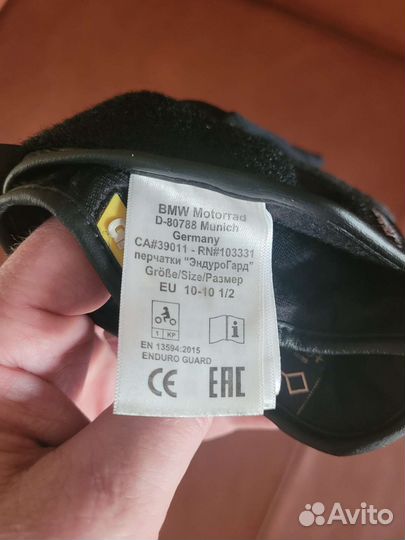 BMW Motorrad
D-80788 Munich
Germany
CA#39011 - RN#103331
перчатки "ЭндуроГард"
Größe/Size/Размер
EU 10-10 1/2
1 KP
i
EN 13594:2015
ENDURO GUARD
CE EAC
Avito